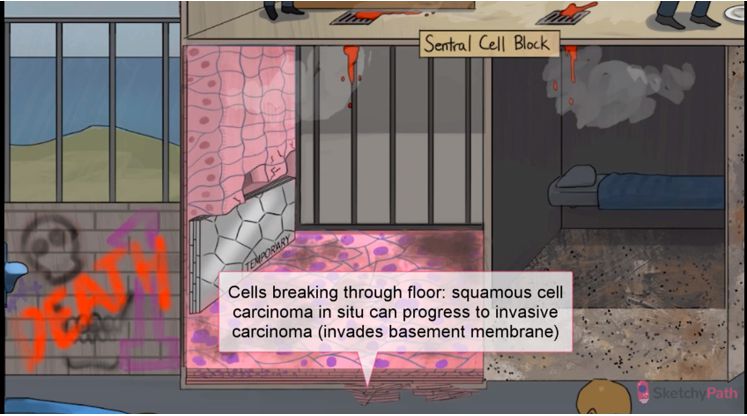 Sentral Cell Block
TEMPORARY
DEATH
Cells breaking through floor: squamous cell
carcinoma in situ can progress to invasive
carcinoma (invades basement membrane)
SketchyPath